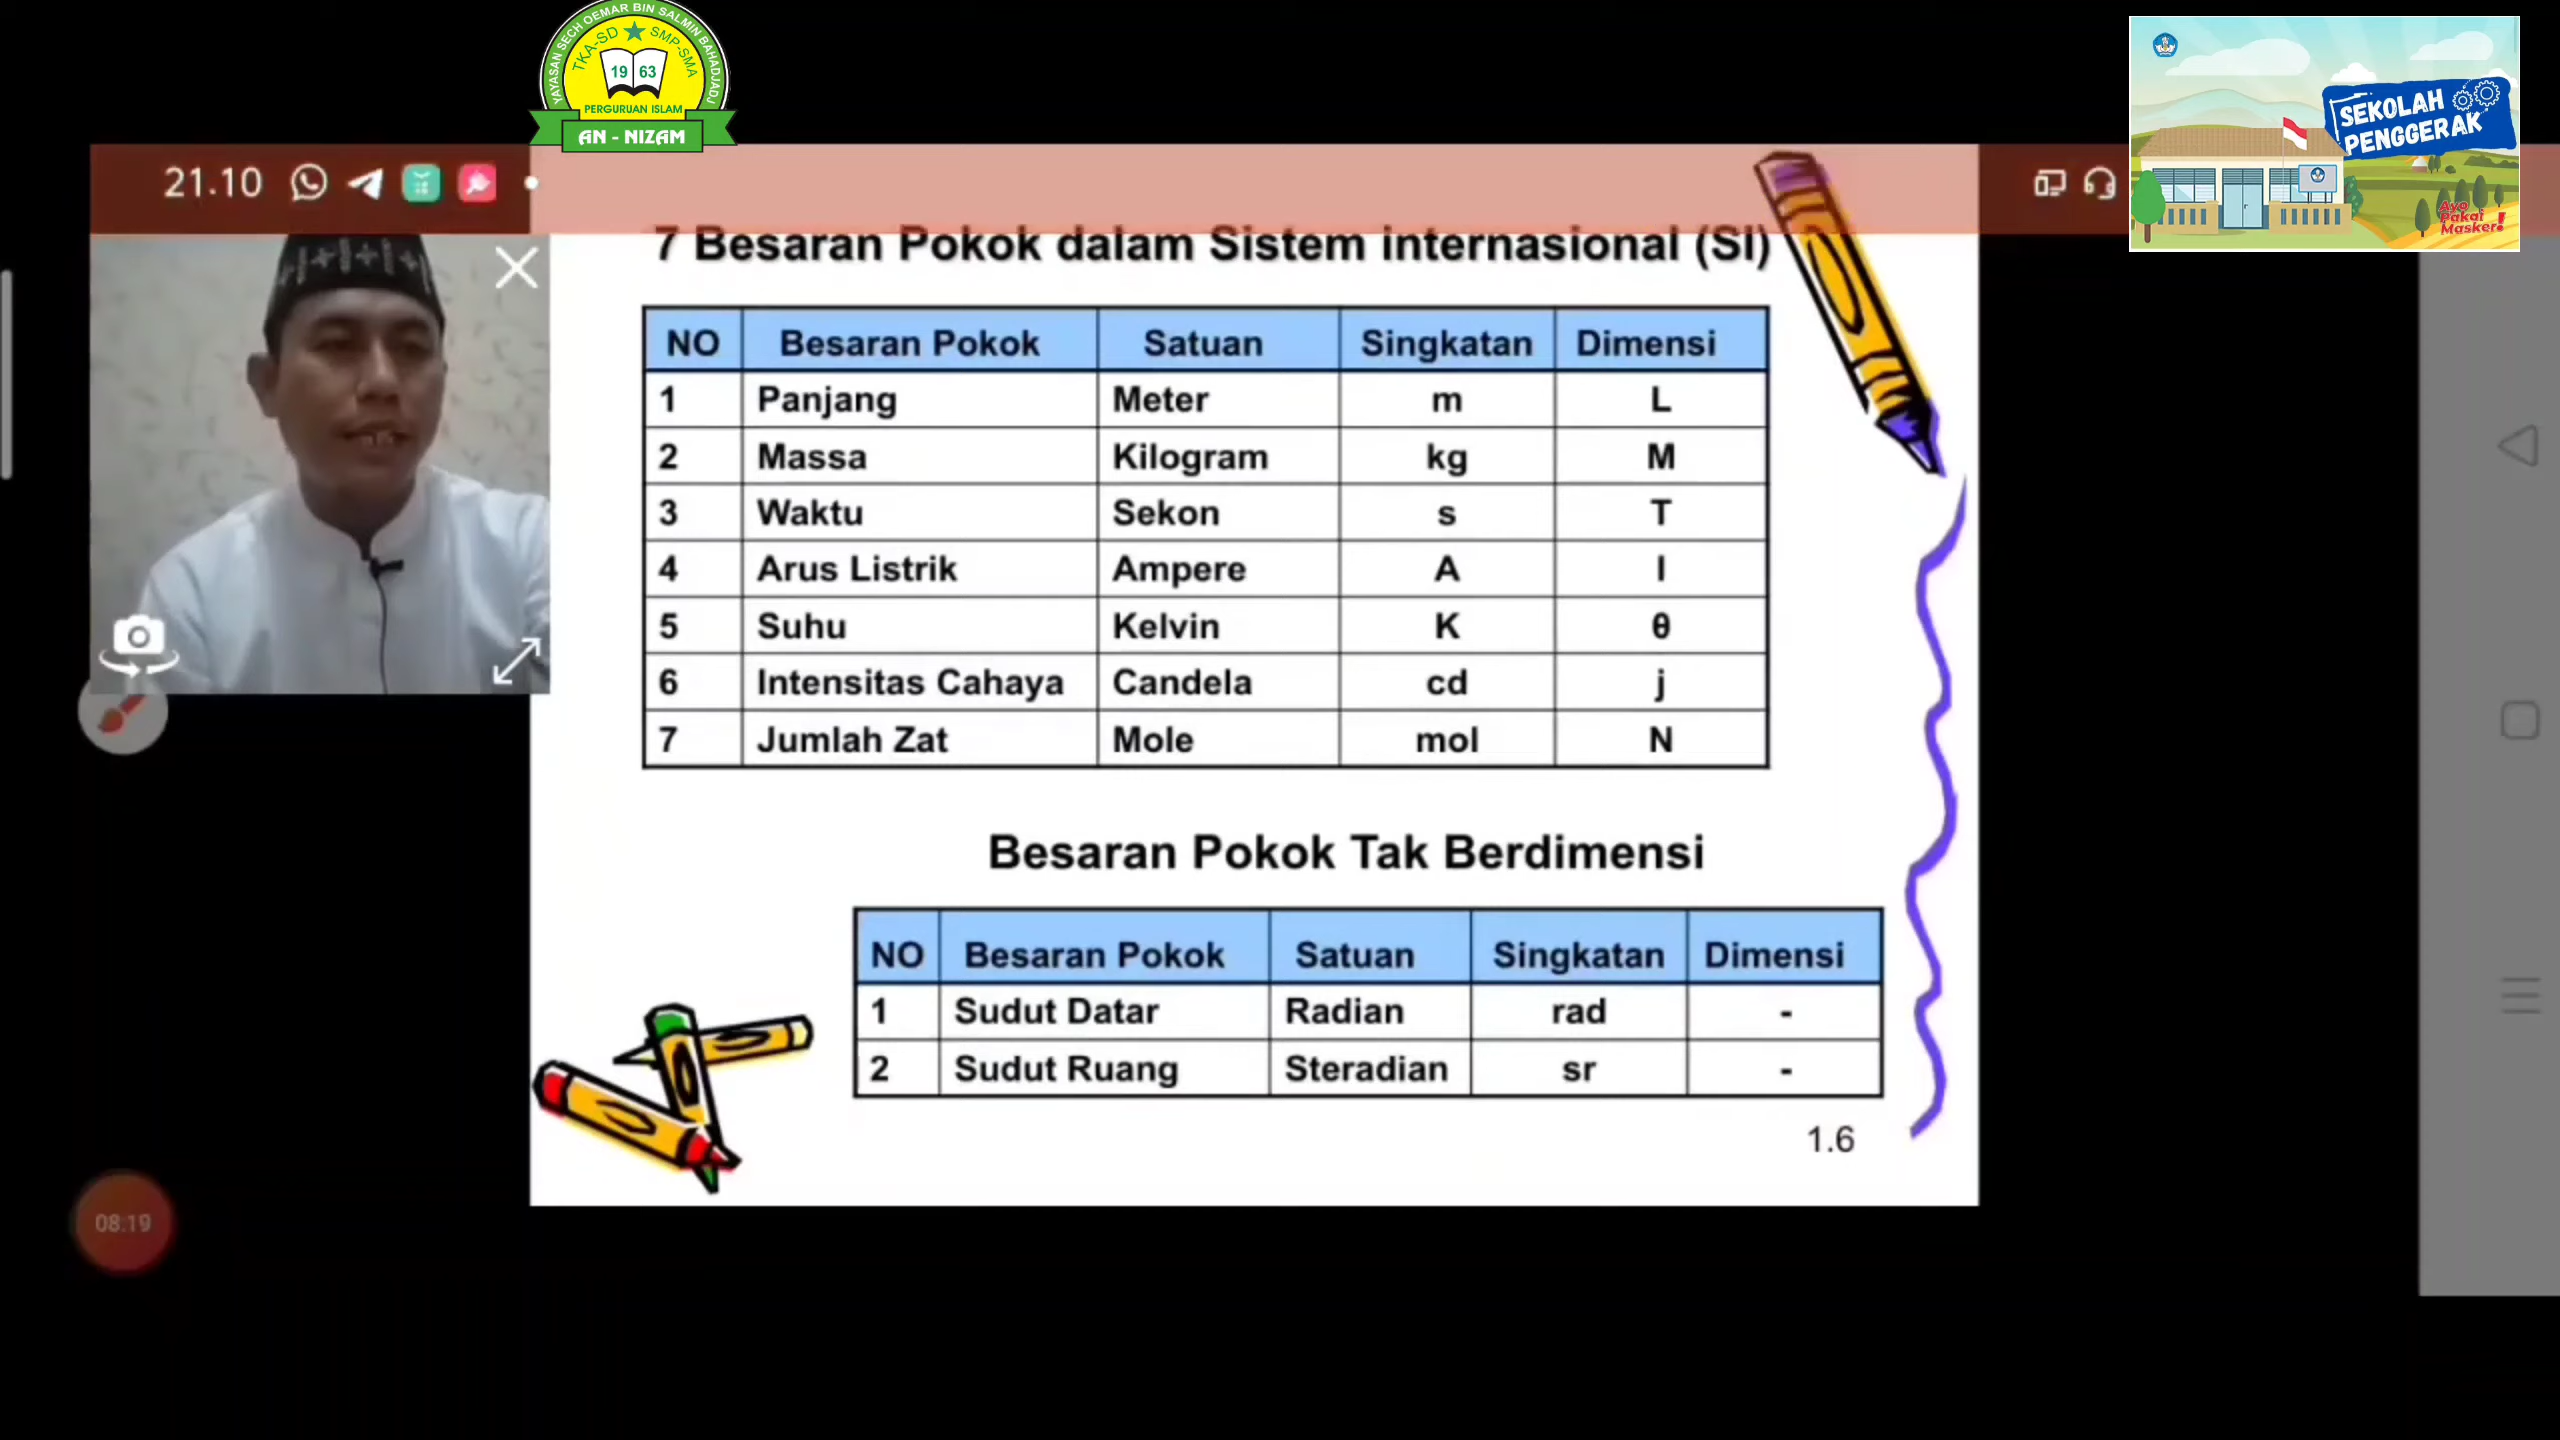 YAYASAN SECH OEMAR BIN SALMIN BAHADJADJ
TKA-SD SMP-SMA
19 63
PERGURUAN ISLAM
AN - NIZAM
SEKOLAH
PENGGERAK
Ayo
Pakai
Masker!
21.10
7 Besaran Pokok dalam Sistem internasional (SI)
NO Besaran Pokok Satuan Singkatan Dimensi
1 Panjang Meter m L
2 Massa Kilogram kg M
3 Waktu Sekon s T
4 Arus Listrik Ampere A I
5 Suhu Kelvin K θ
6 Intensitas Cahaya Candela cd j
7 Jumlah Zat Mole mol N
Besaran Pokok Tak Berdimensi
NO Besaran Pokok Satuan Singkatan Dimensi
1 Sudut Datar Radian rad -
2 Sudut Ruang Steradian sr -
1.6
08:19